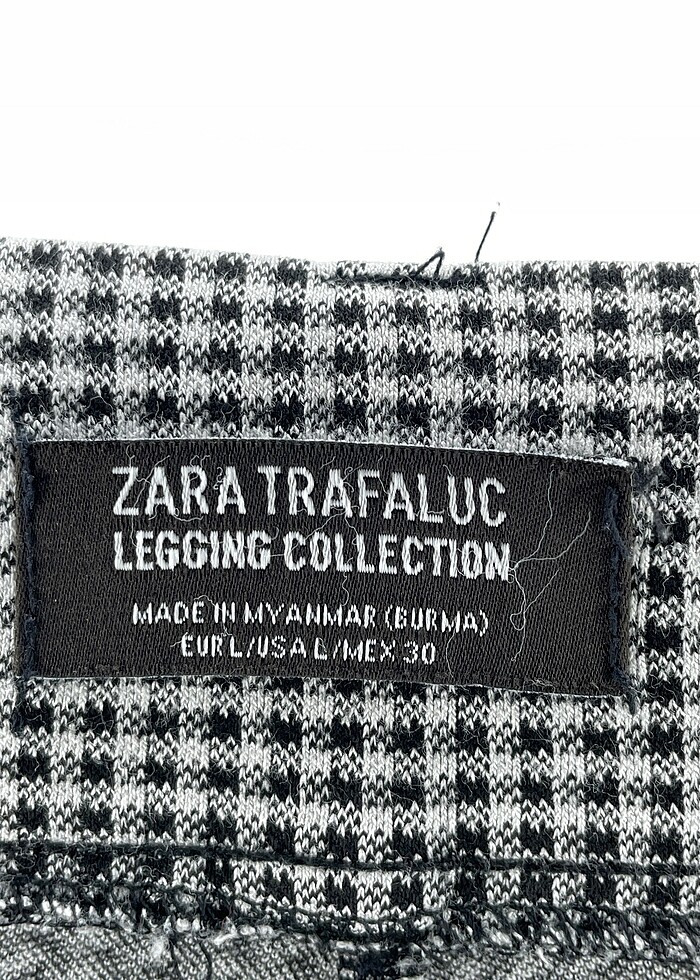 ZARA TRAFALUC
LEGGING COLLECTION
MADE IN MYANMAR (BURMA)
EUR L/USA L/MEX 30